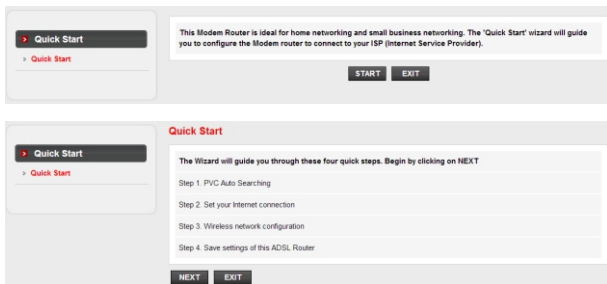 Quick Start
> Quick Start
This Modem Router is ideal for home networking and small business networking. The 'Quick Start' wizard will guide
you to configure the Modem router to connect to your ISP (Internet Service Provider).
START EXIT
Quick Start
Quick Start
> Quick Start
The Wizard will guide you through these four quick steps. Begin by clicking on NEXT
Step 1. PVC Auto Searching
Step 2. Set your Internet connection
Step 3. Wireless network configuration
Step 4. Save settings of this ADSL Router
NEXT EXIT